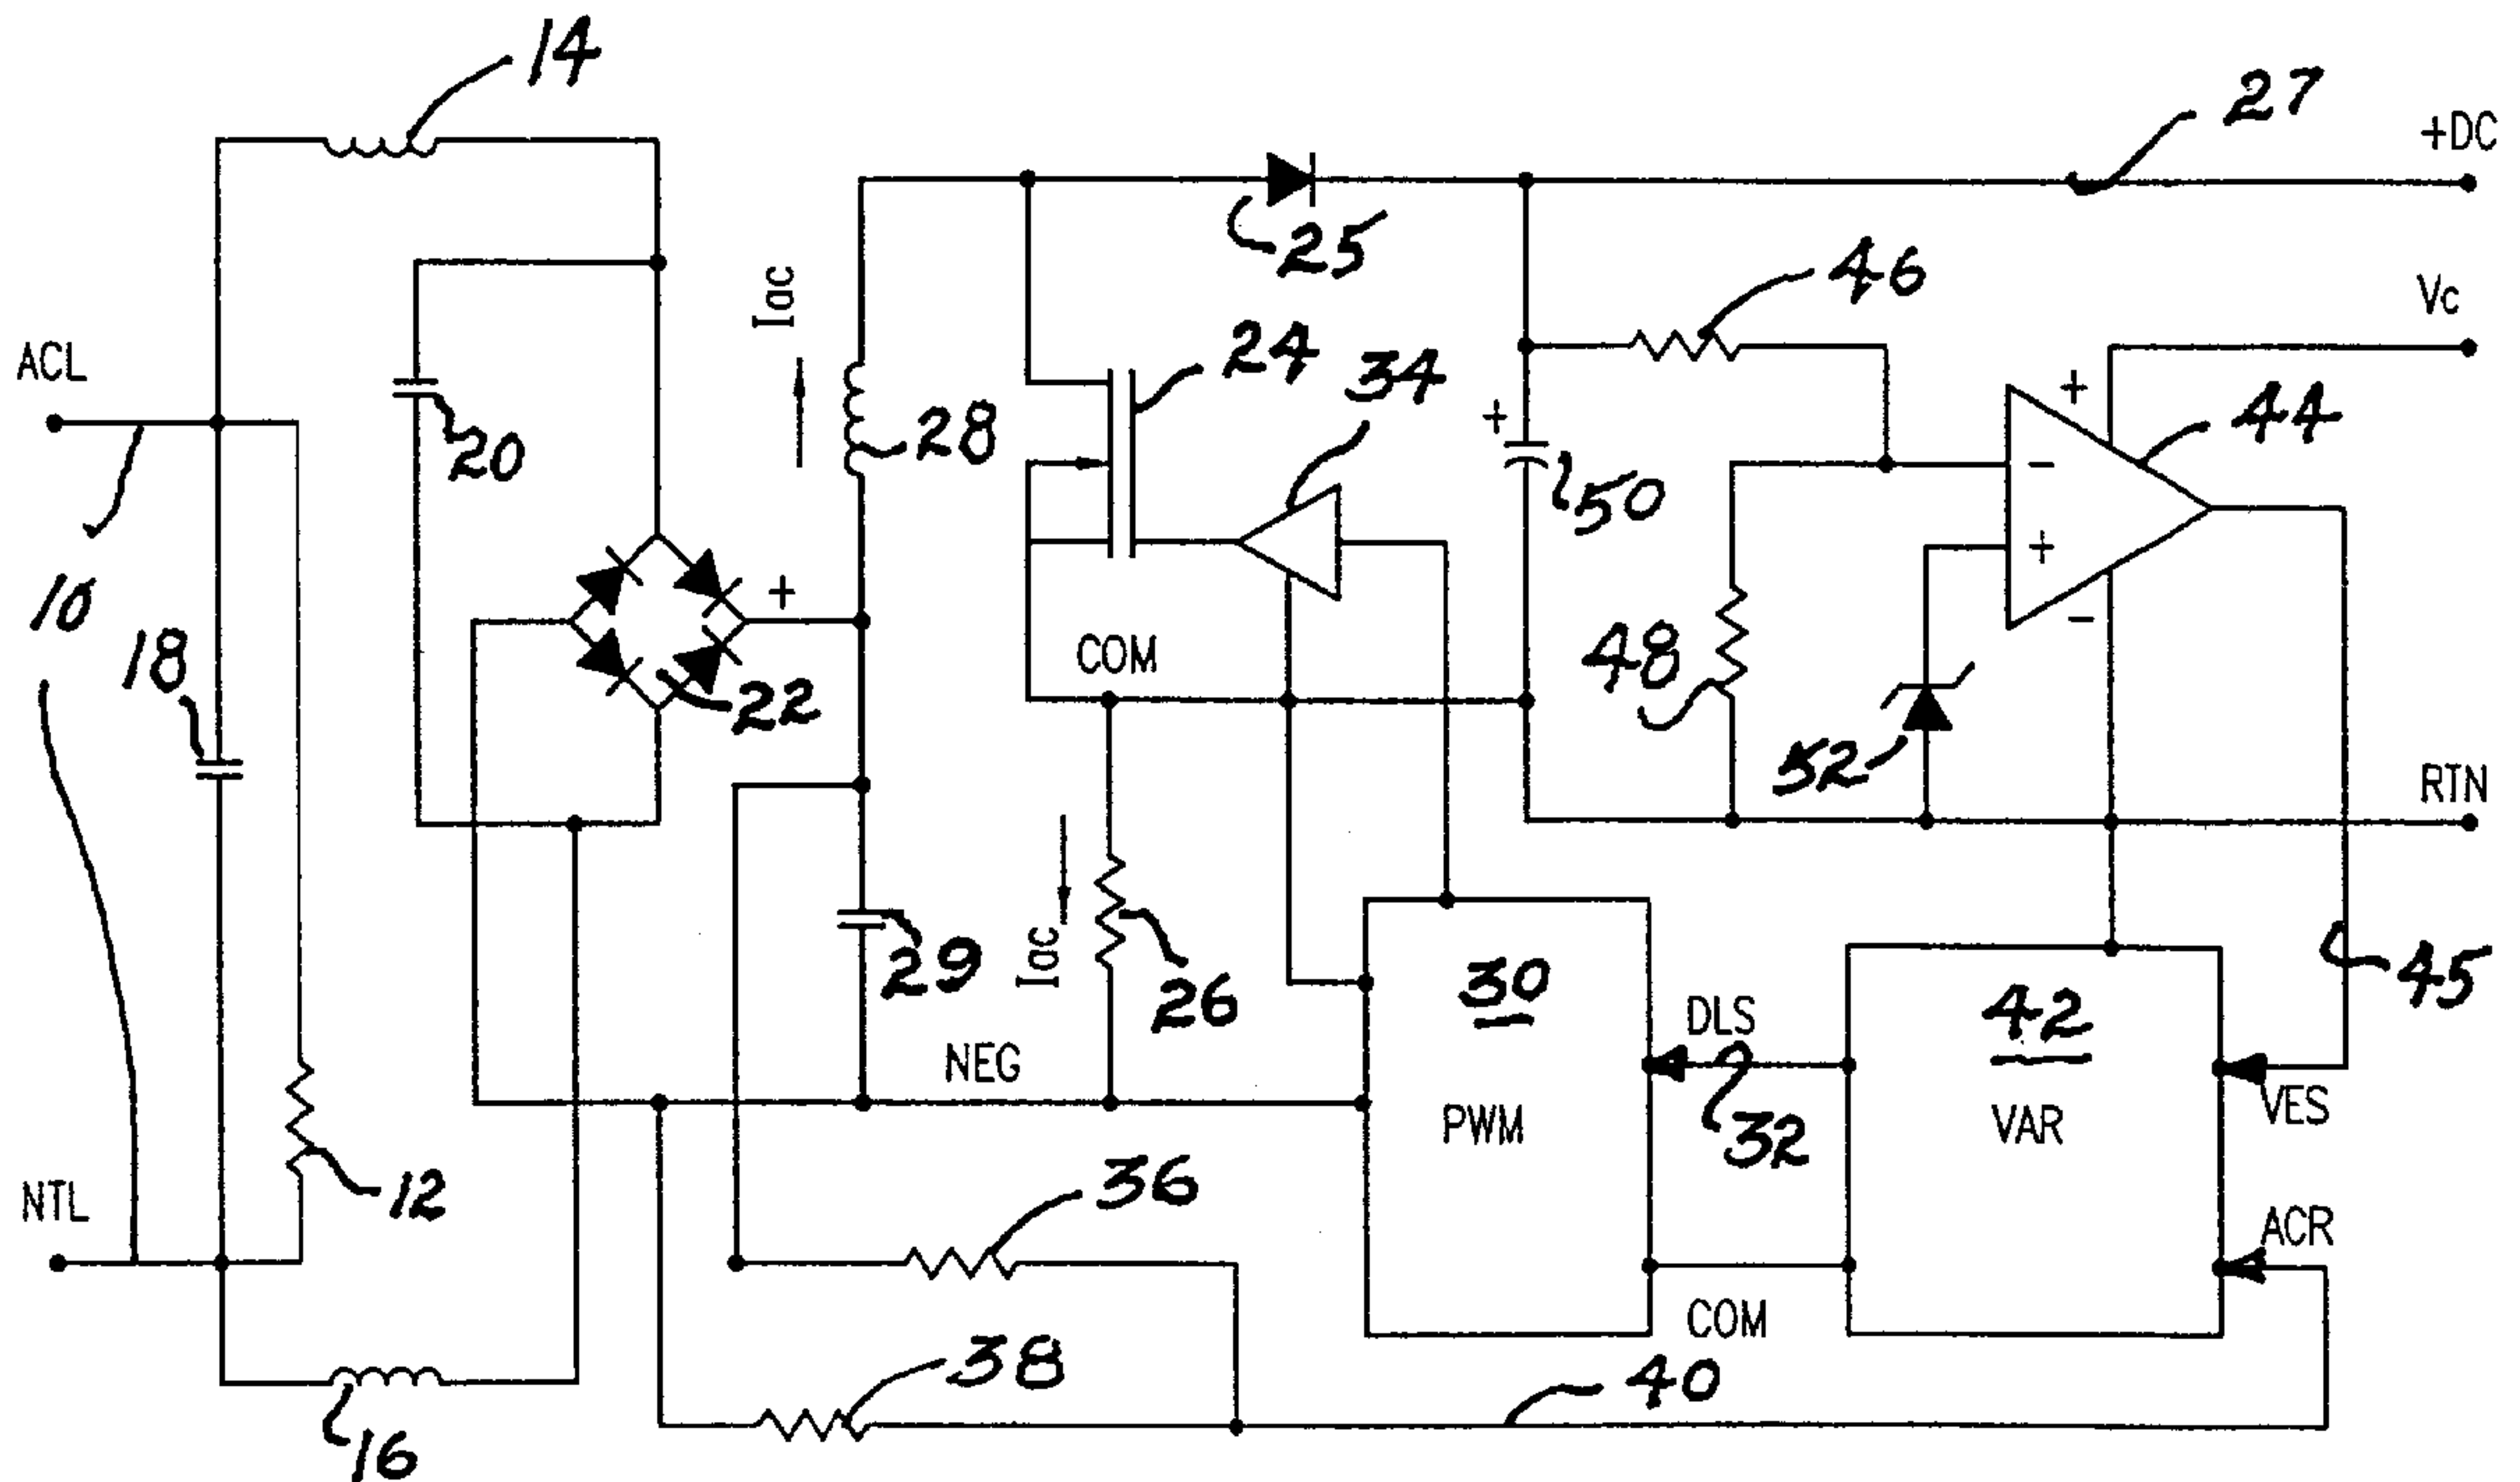 14
27
+DC
25
Iac
46
Vc
ACL
24
34
+
+
44
20
28
-
50
10
+
+
18
COM
48
-
22
52
RTN
29
Iac
26
30
DLS
42
45
NEG
PWM
32
VAR
VES
NTL
12
36
ACR
COM
38
40
16